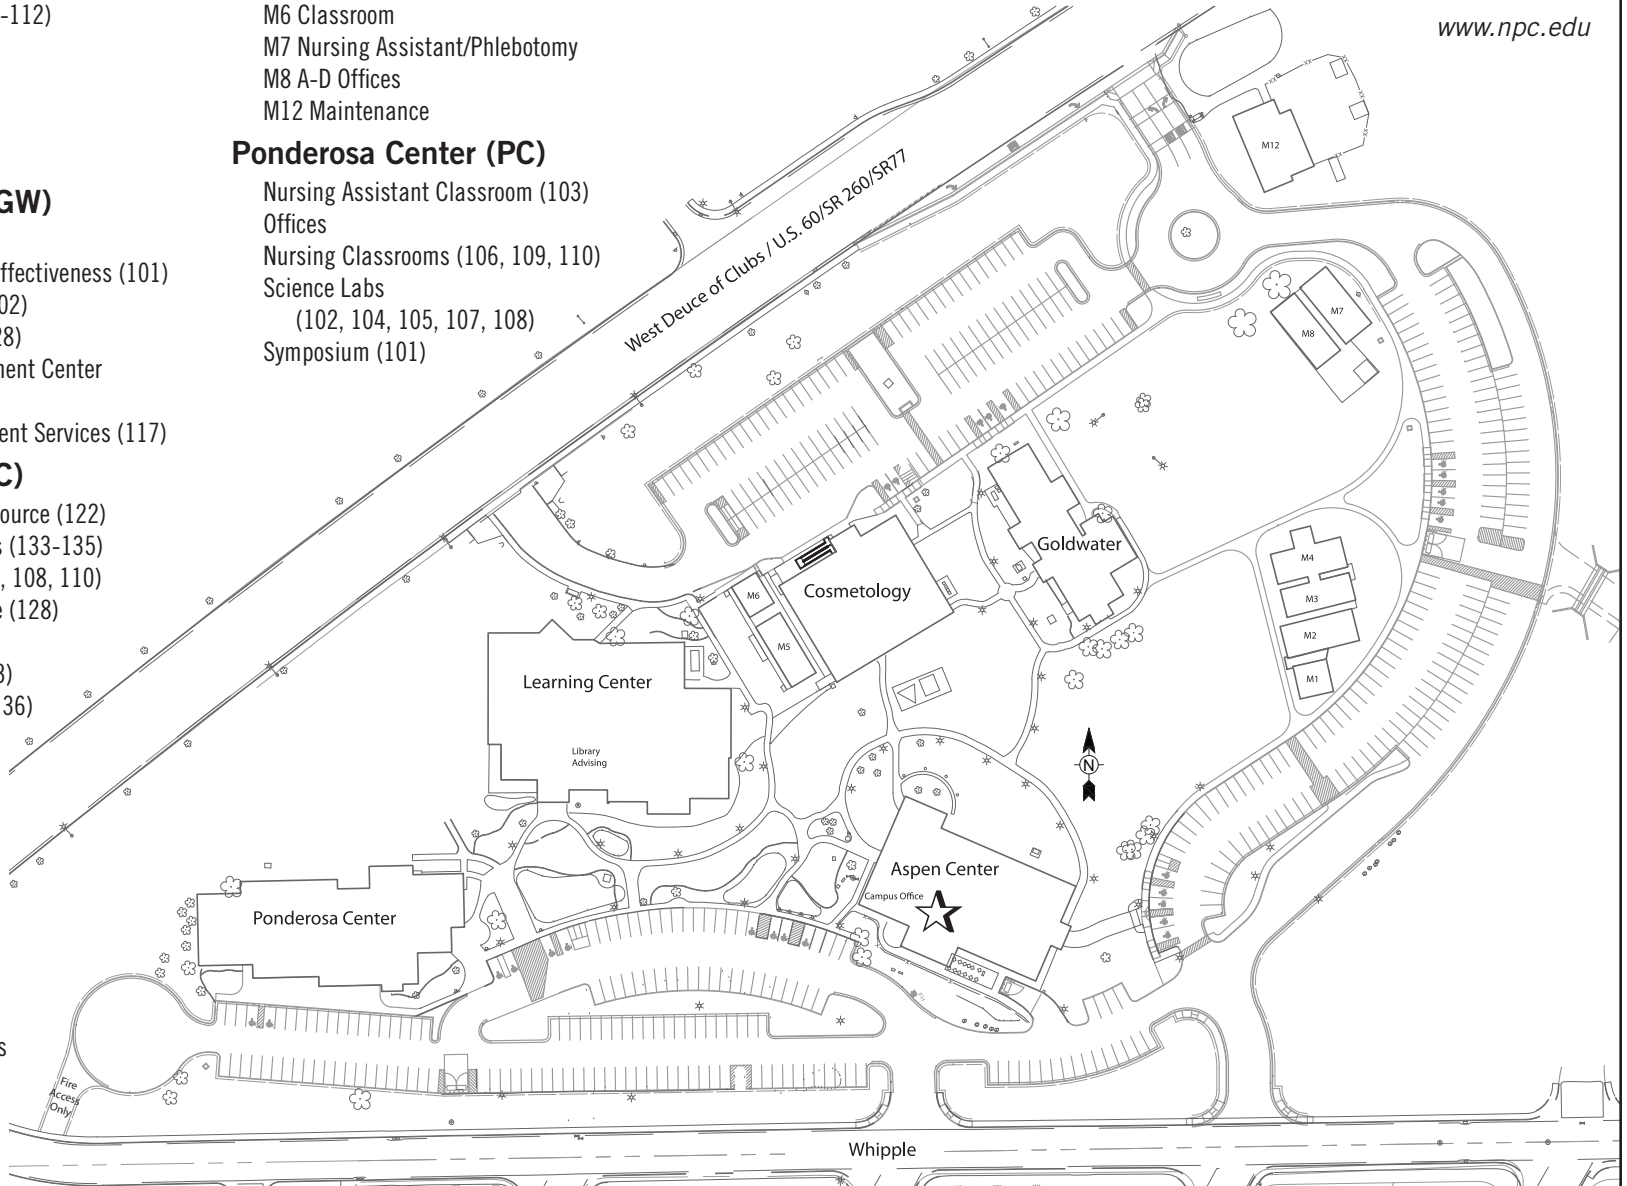 -112)
GW)
ffectiveness (101)
02)
28)
nent Center
ent Services (117)
C)
ource (122)
s (133-135)
, 108, 110)
e (128)
3)
36)
s
M6 Classroom
M7 Nursing Assistant/Phlebotomy
M8 A-D Offices
M12 Maintenance
Ponderosa Center (PC)
Nursing Assistant Classroom (103)
Offices
Nursing Classrooms (106, 109, 110)
Science Labs
(102, 104, 105, 107, 108)
Symposium (101)
www.npc.edu
West Deuce of Clubs / U.S. 60/SR 260/SR77
M12
M7
M8
Goldwater
M4
M3
M2
M1
Cosmetology
M6
M5
Learning Center
Library
Advising
N
Aspen Center
Campus Office
Ponderosa Center
Fire
Access
Only
Whipple